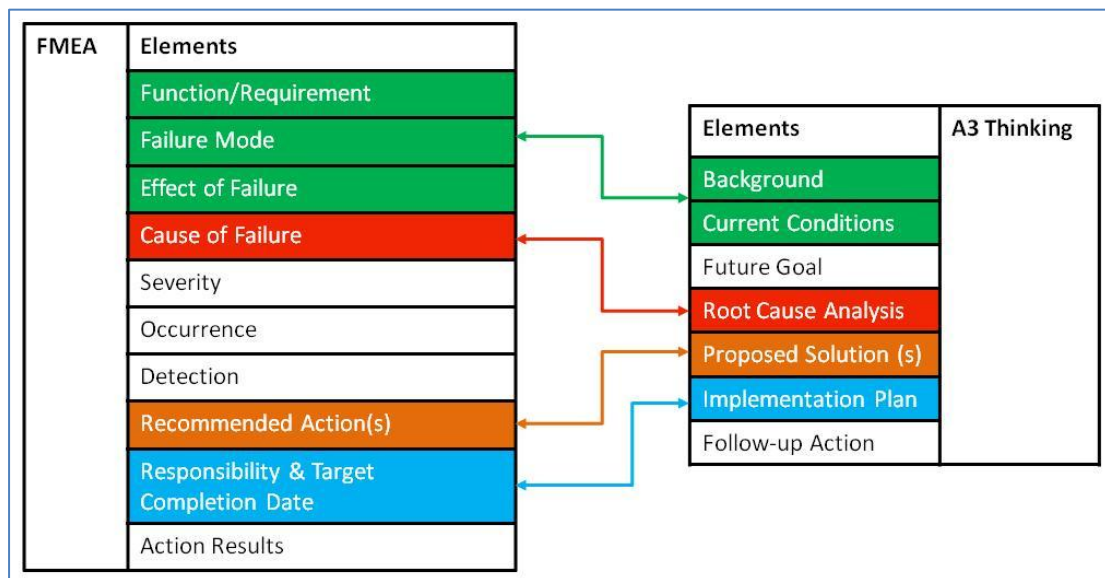 FMEA
Elements
Function/Requirement
Failure Mode
Effect of Failure
Cause of Failure
Severity
Occurrence
Detection
Recommended Action(s)
Responsibility & Target
Completion Date
Action Results
Elements
A3 Thinking
Background
Current Conditions
Future Goal
Root Cause Analysis
Proposed Solution (s)
Implementation Plan
Follow-up Action